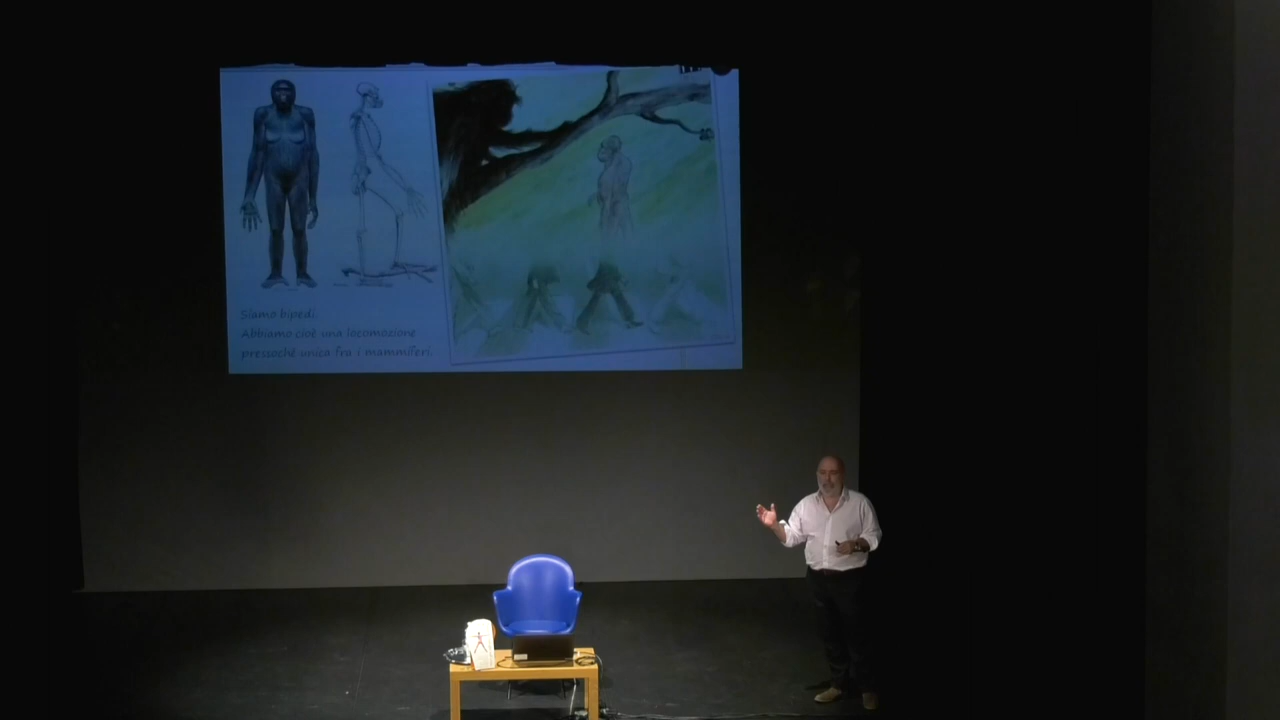 Siamo bipedi.
Abbiamo cioè una locomozione
pressoché unica fra i mammiferi.